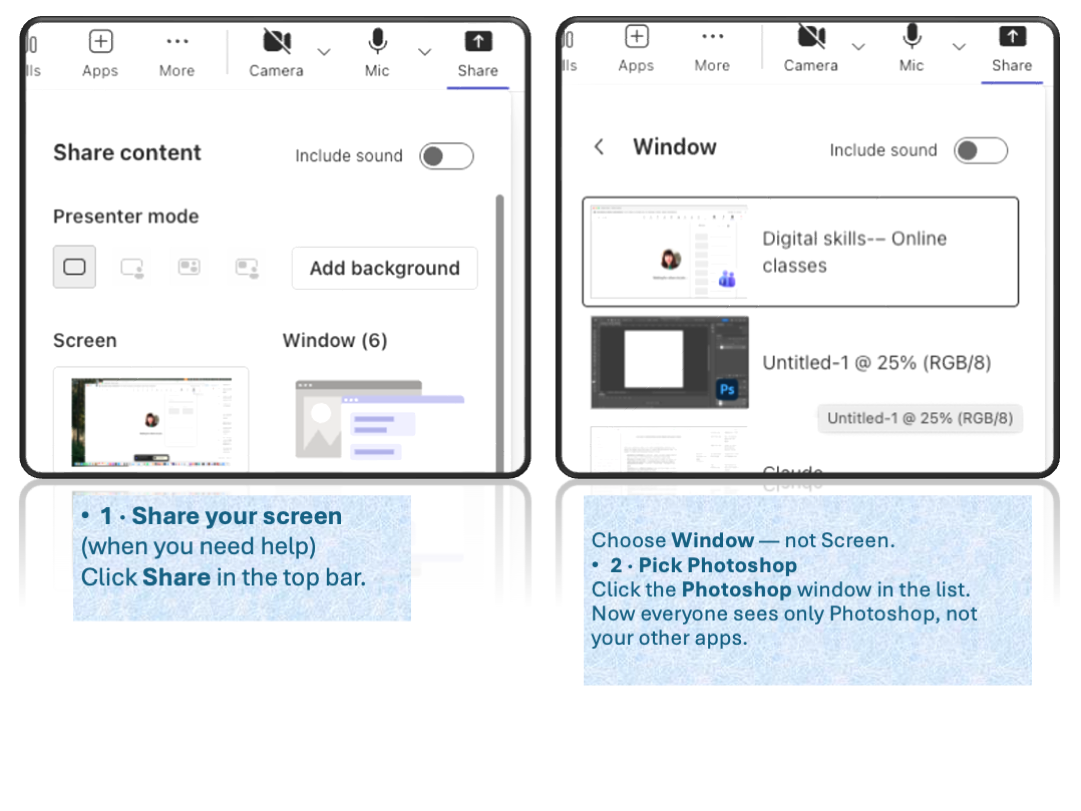 lls
Apps
More
Camera
Mic
Share
Share content
Include sound
Presenter mode
Add background
Screen
Window (6)
• 1 · Share your screen
(when you need help)
Click Share in the top bar.
lls
Apps
More
Camera
Mic
Share
Window
Include sound
Digital skills-- Online
classes
Ps
Untitled-1 @ 25% (RGB/8)
Untitled-1 @ 25% (RGB/8)
Claude
Choose Window — not Screen.
• 2 · Pick Photoshop
Click the Photoshop window in the list.
Now everyone sees only Photoshop, not
your other apps.